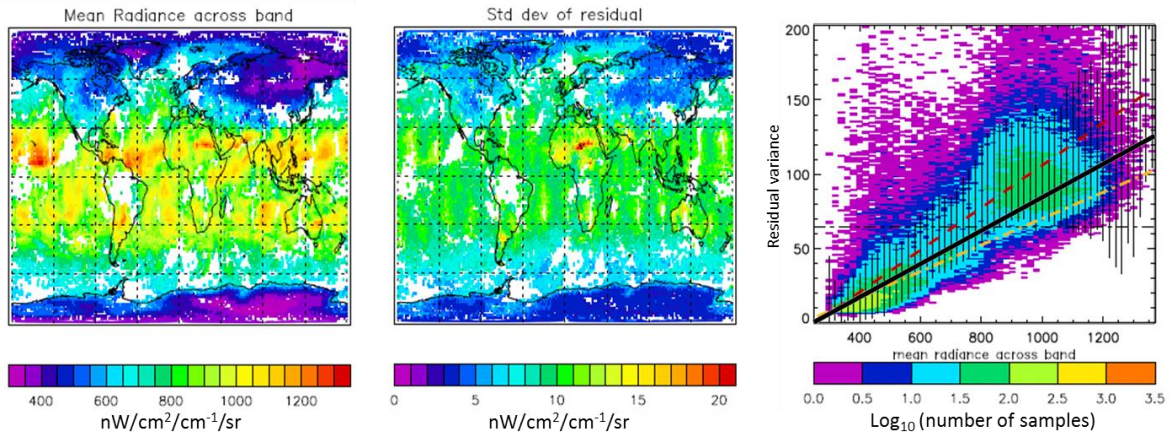 Mean Radiance across band
400 600 800 1000 1200
nW/cm²/cm⁻¹/sr
Std dev of residual
0 5 10 15 20
nW/cm²/cm⁻¹/sr
200
150
100
50
0
Residual variance
400 600 800 1000 1200
mean radiance across band
0.0 0.5 1.0 1.5 2.0 2.5 3.0 3.5
Log₁₀ (number of samples)